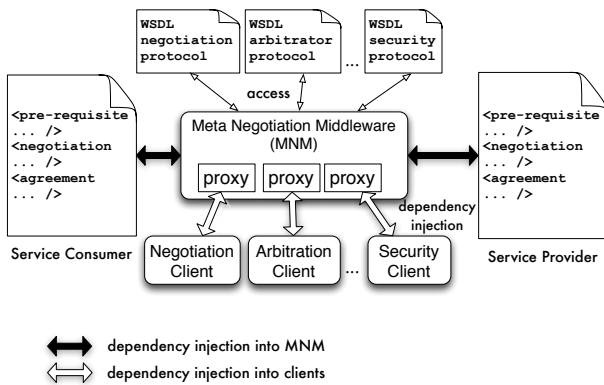 WSDL
negotiation
protocol
WSDL
arbitrator
protocol
...
WSDL
security
protocol
access
<pre-requisite
... />
<negotiation
... />
<agreement
... />
Service Consumer
Meta Negotiation Middleware
(MNM)
proxy
proxy
proxy
<pre-requisite
... />
<negotiation
... />
<agreement
... />
Service Provider
dependency
injection
Negotiation
Client
Arbitration
Client
...
Security
Client
dependency injection into MNM
dependency injection into clients